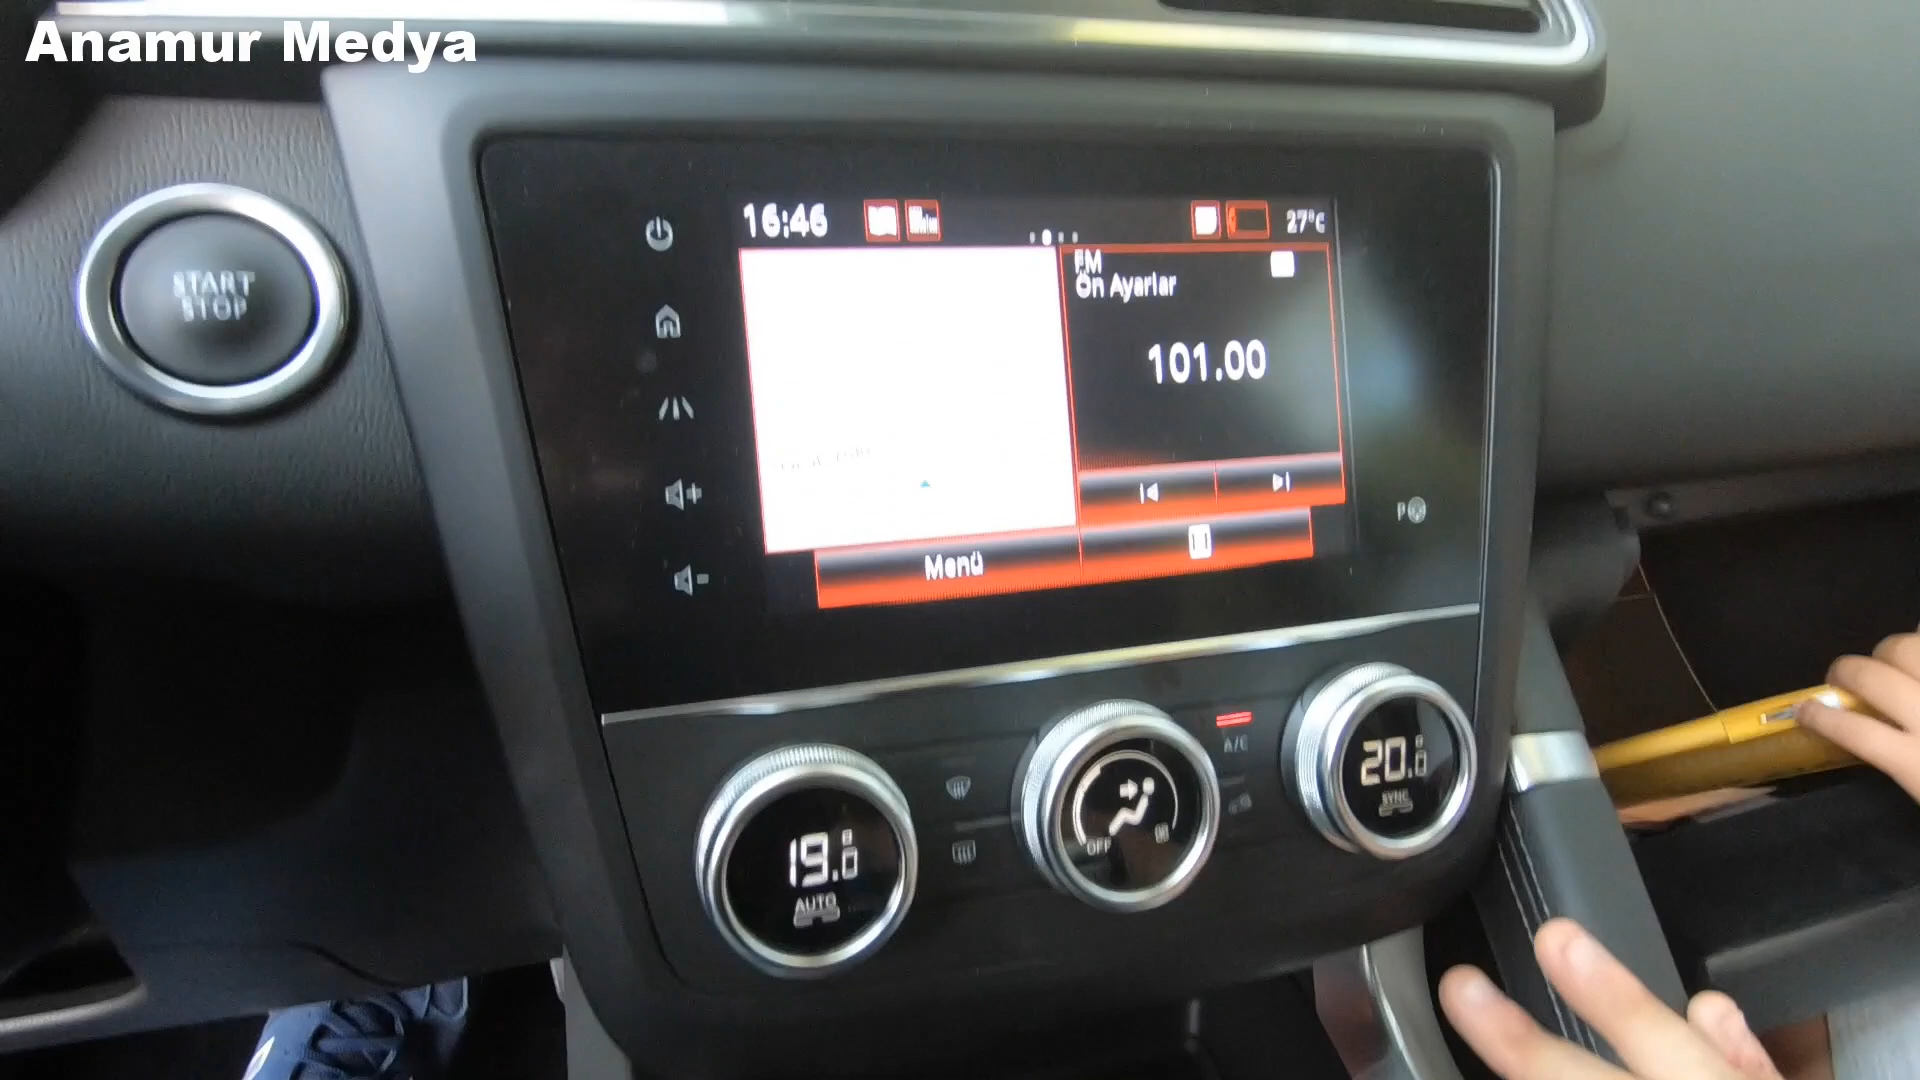 Anamur Medya
START
STOP
16:46
27°C
FM
Ön Ayarlar
101.00
Menü
P
A/C
19.0
AUTO
OFF
20.0
SYNC